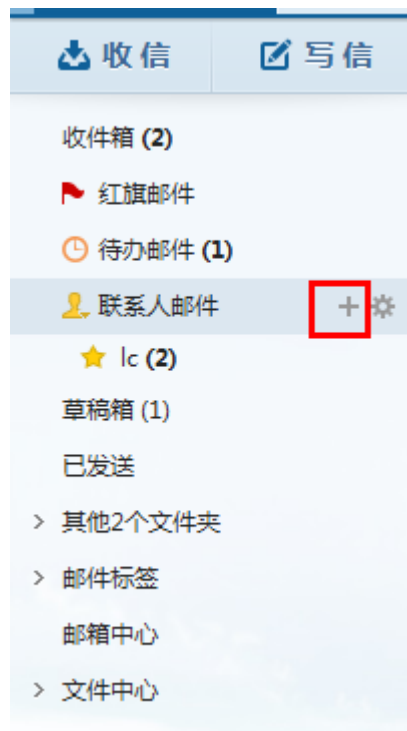 收信 写信
收件箱 (2)
红旗邮件
待办邮件 (1)
联系人邮件
lc (2)
草稿箱 (1)
已发送
其他2个文件夹
邮件标签
邮箱中心
文件中心